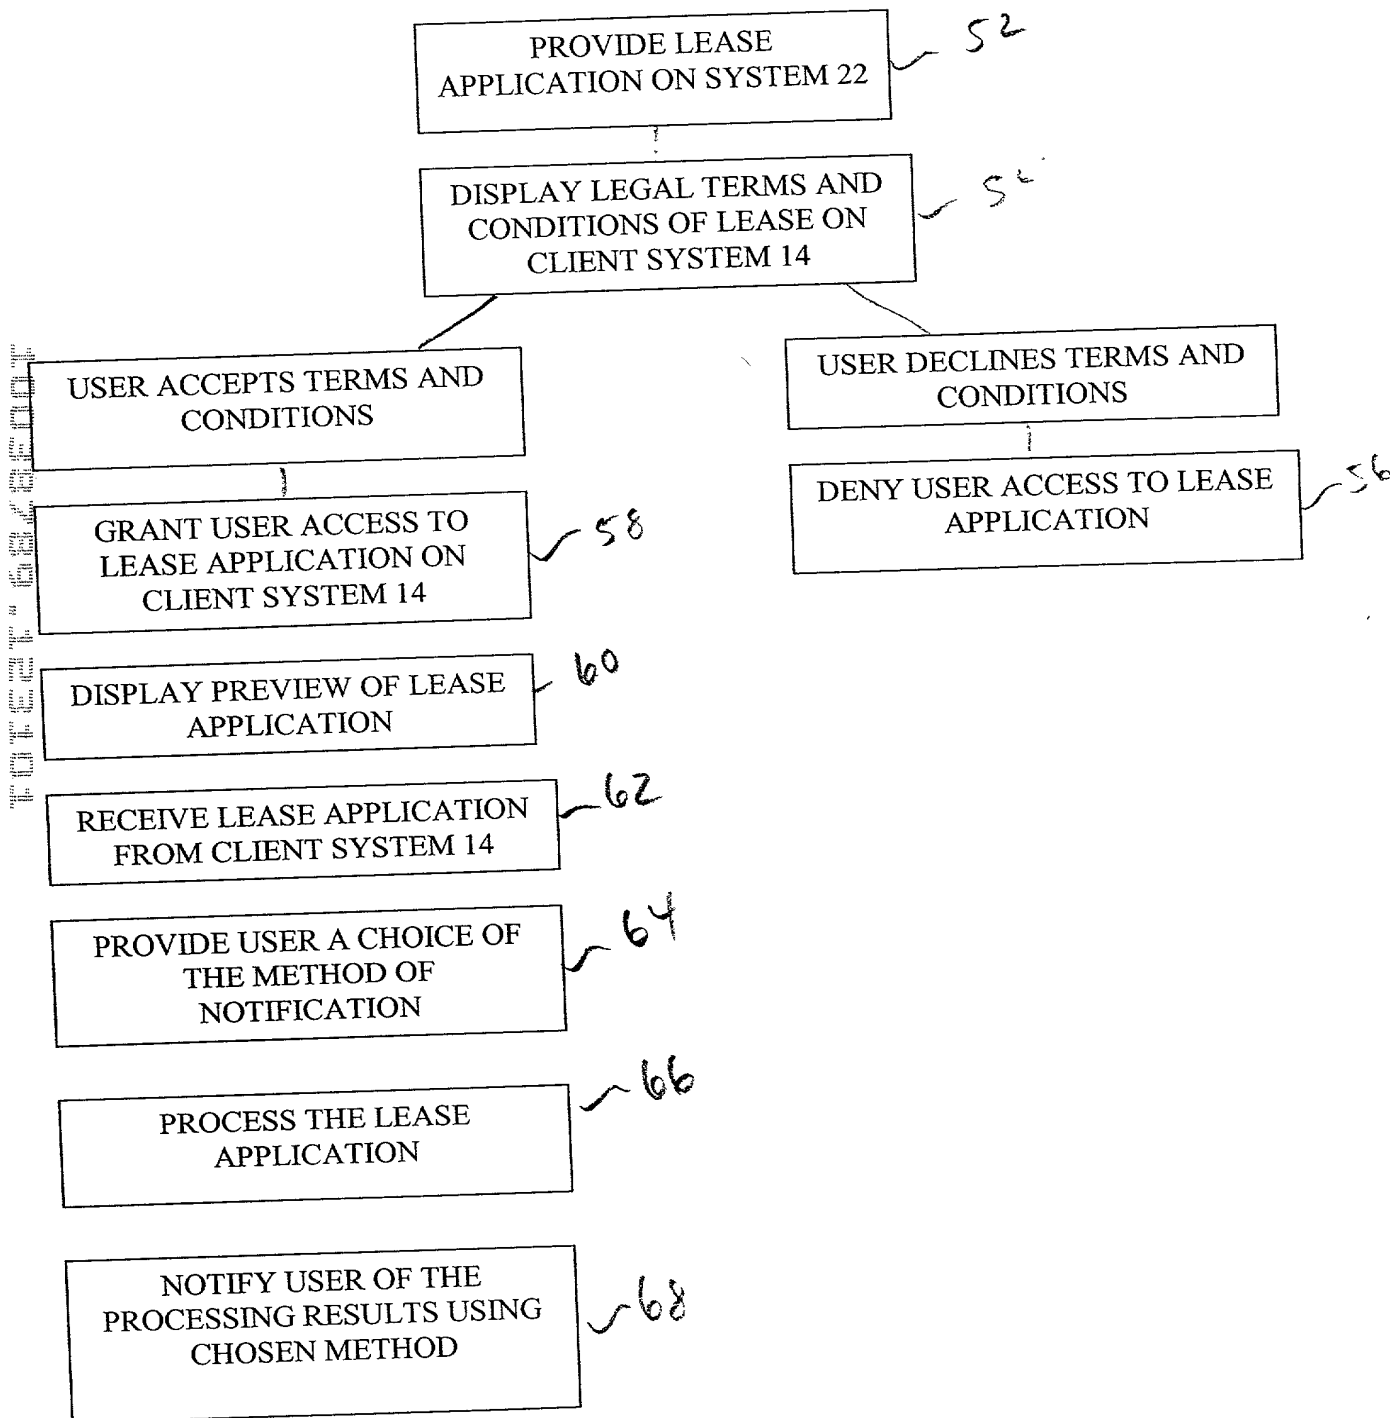 PROVIDE LEASE
APPLICATION ON SYSTEM 22
52
DISPLAY LEGAL TERMS AND
CONDITIONS OF LEASE ON
CLIENT SYSTEM 14
USER ACCEPTS TERMS AND
CONDITIONS
USER DECLINES TERMS AND
CONDITIONS
GRANT USER ACCESS TO
LEASE APPLICATION ON
CLIENT SYSTEM 14
58
DENY USER ACCESS TO LEASE
APPLICATION
56
DISPLAY PREVIEW OF LEASE
APPLICATION
60
RECEIVE LEASE APPLICATION
FROM CLIENT SYSTEM 14
62
PROVIDE USER A CHOICE OF
THE METHOD OF
NOTIFICATION
64
PROCESS THE LEASE
APPLICATION
66
NOTIFY USER OF THE
PROCESSING RESULTS USING
CHOSEN METHOD
68